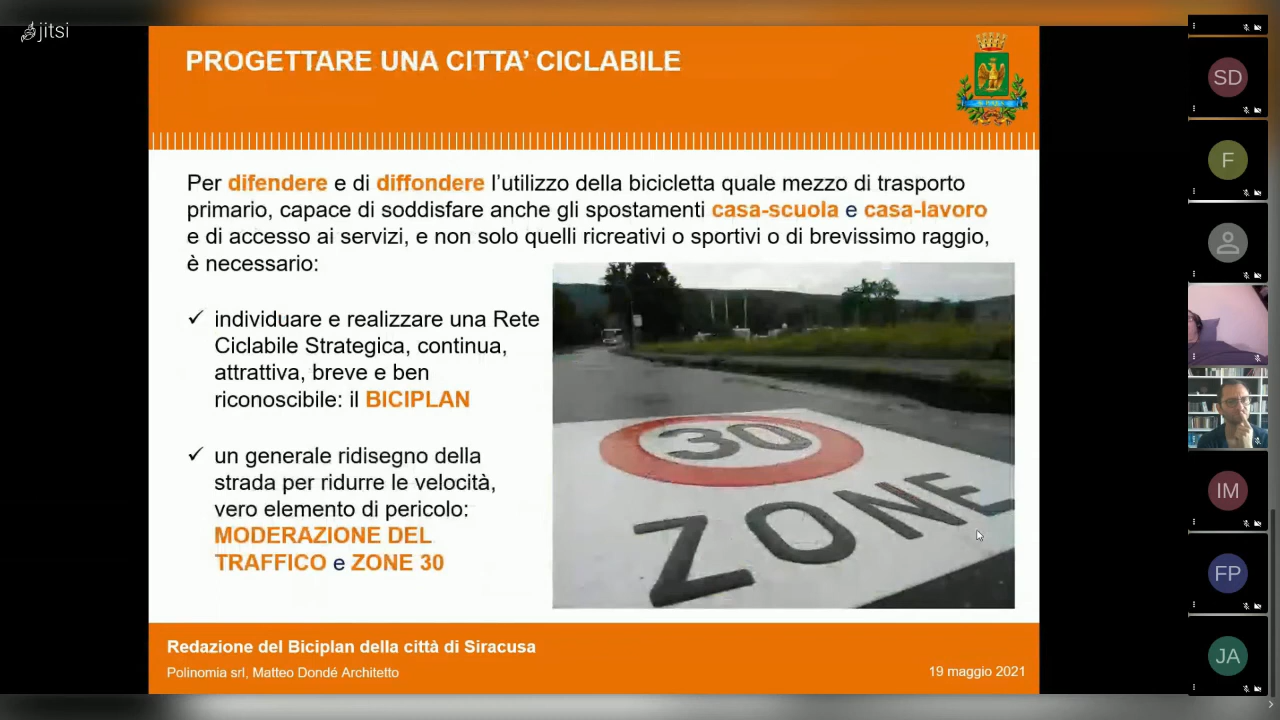 jitsi
PROGETTARE UNA CITTA’ CICLABILE
Per difendere e di diffondere l’utilizzo della bicicletta quale mezzo di trasporto
primario, capace di soddisfare anche gli spostamenti casa-scuola e casa-lavoro
e di accesso ai servizi, e non solo quelli ricreativi o sportivi o di brevissimo raggio,
è necessario:
✓ individuare e realizzare una Rete
Ciclabile Strategica, continua,
attrattiva, breve e ben
riconoscibile: il BICIPLAN
✓ un generale ridisegno della
strada per ridurre le velocità,
vero elemento di pericolo:
MODERAZIONE DEL
TRAFFICO e ZONE 30
30
ZONE
Redazione del Biciplan della città di Siracusa
Polinomia srl, Matteo Dondé Architetto
19 maggio 2021
SD
F
IM
FP
JA